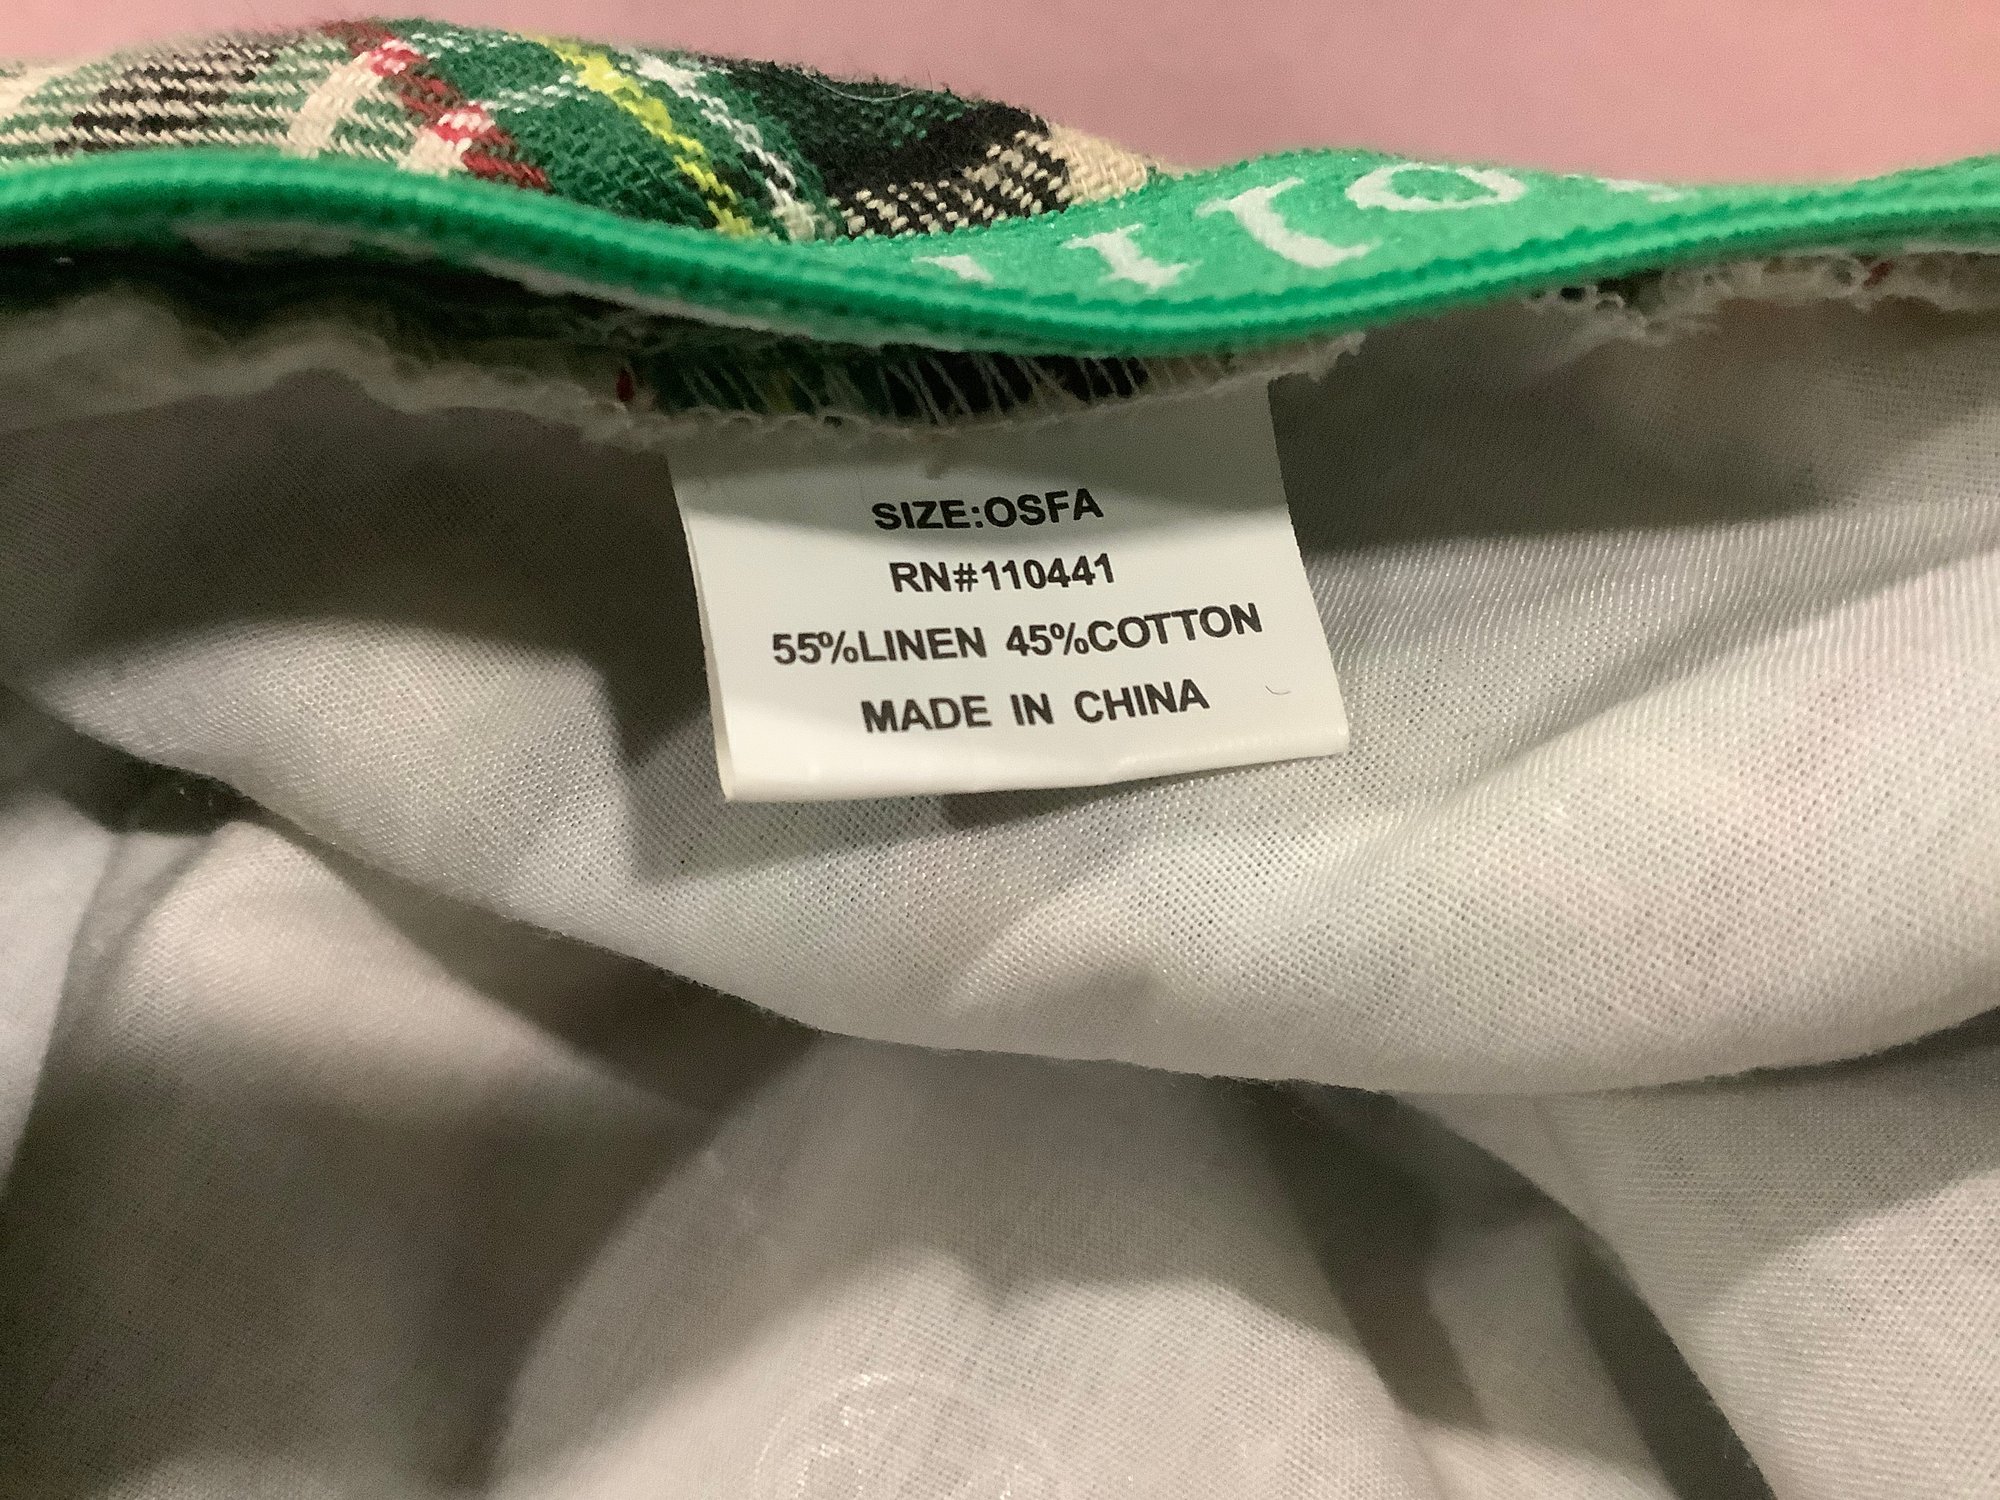 SIZE:OSFA
RN#110441
55%LINEN 45%COTTON
MADE IN CHINA